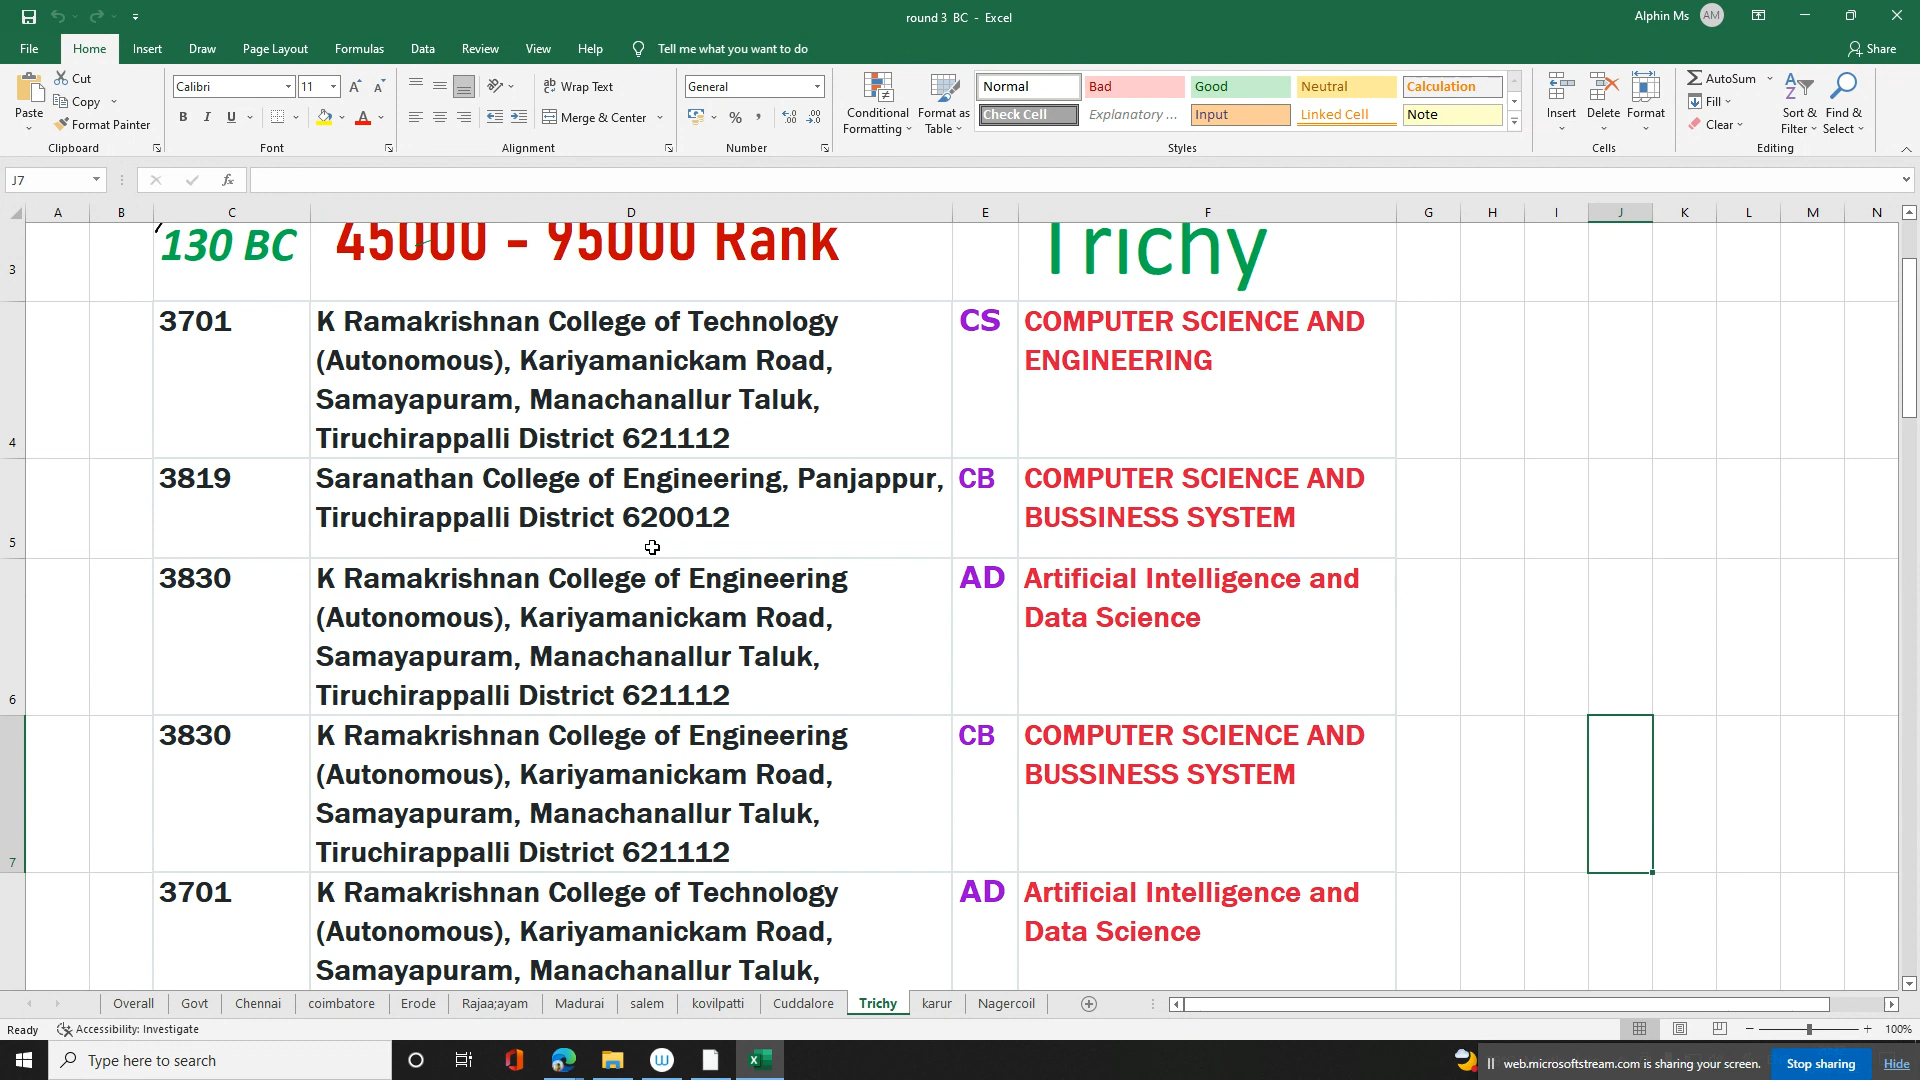 round 3 BC - Excel
Alphin Ms AM
File Home Insert Draw Page Layout Formulas Data Review View Help Tell me what you want to do Share
Paste
Cut
Copy
Format Painter
Clipboard
Calibri 11
B I U
Font
Wrap Text
Merge & Center
Alignment
General
Number
Conditional Formatting
Format as Table
Normal Bad Good Neutral Calculation
Check Cell Explanatory ... Input Linked Cell Note
Styles
Insert Delete Format
Cells
AutoSum
Fill
Clear
Sort & Filter
Find & Select
Editing
J7
fx
A B C D E F G H I J K L M N
3 130 BC 45000 - 95000 Rank Trichy
3701 K Ramakrishnan College of Technology CS COMPUTER SCIENCE AND
(Autonomous), Kariyamanickam Road, ENGINEERING
Samayapuram, Manachanallur Taluk,
4 Tiruchirappalli District 621112
3819 Saranathan College of Engineering, Panjappur, CB COMPUTER SCIENCE AND
Tiruchirappalli District 620012 BUSSINESS SYSTEM
5
3830 K Ramakrishnan College of Engineering AD Artificial Intelligence and
(Autonomous), Kariyamanickam Road, Data Science
Samayapuram, Manachanallur Taluk,
6 Tiruchirappalli District 621112
3830 K Ramakrishnan College of Engineering CB COMPUTER SCIENCE AND
(Autonomous), Kariyamanickam Road, BUSSINESS SYSTEM
Samayapuram, Manachanallur Taluk,
7 Tiruchirappalli District 621112
3701 K Ramakrishnan College of Technology AD Artificial Intelligence and
(Autonomous), Kariyamanickam Road, Data Science
Samayapuram, Manachanallur Taluk,
Overall Govt Chennai coimbatore Erode Rajaa;ayam Madurai salem kovilpatti Cuddalore Trichy karur Nagercoil
Ready Accessibility: Investigate 100%
Type here to search
web.microsoftstream.com is sharing your screen. Stop sharing Hide